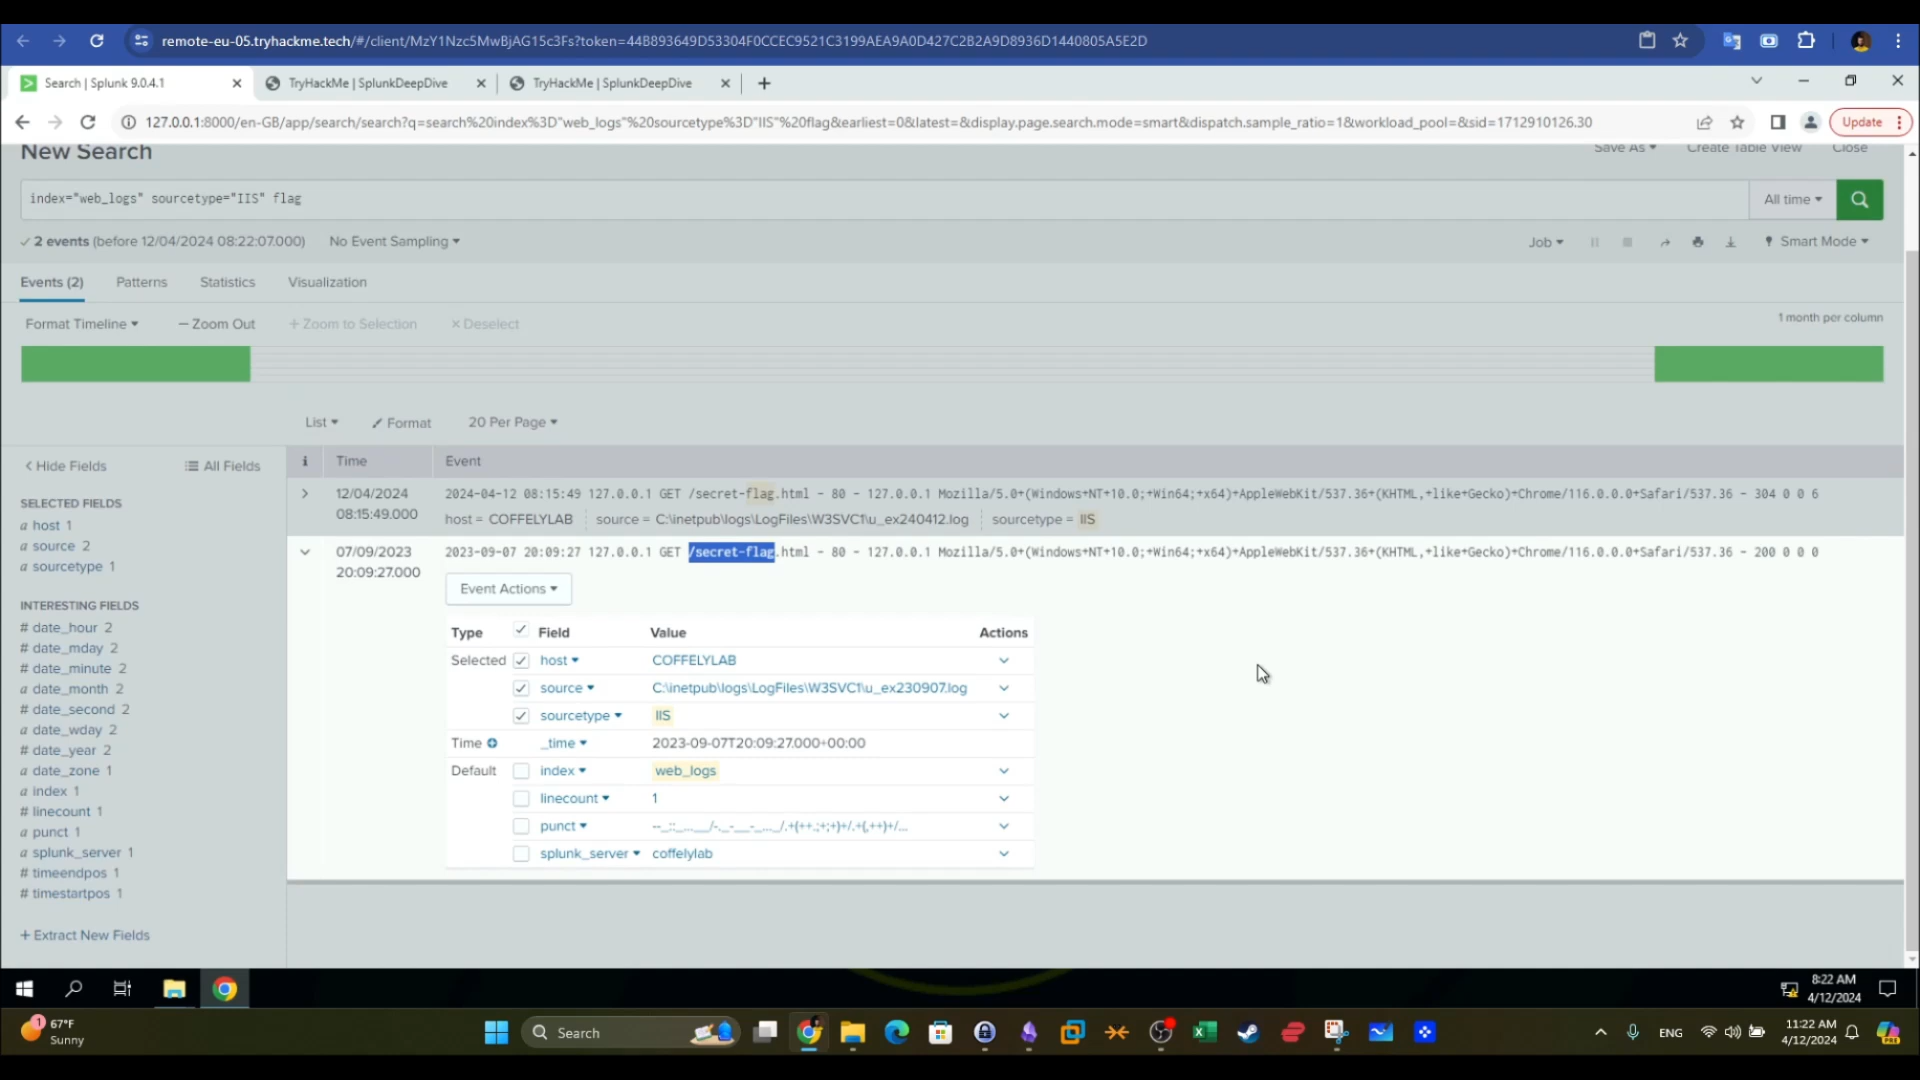 remote-eu-05.tryhackme.tech/#/client/MzY1Nzc5MwBjAG15c3Fs?token=44B893649D53304F0CCEC9521C3199AEA9A0D427C2B2A9D8936D1440805A5E2D
Search | Splunk 9.0.4.1
TryHackMe | SplunkDeepDive
TryHackMe | SplunkDeepDive
127.0.0.1:8000/en-GB/app/search/search?q=search%20index%3D"web_logs"%20sourcetype%3D"IIS"%20flag&earliest=0&latest=&display.page.search.mode=smart&dispatch.sample_ratio=1&workload_pool=&sid=1712910126.30
Update
New Search
Save As
Create Table View
Close
index="web_logs" sourcetype="IIS" flag
All time
2 events (before 12/04/2024 08:22:07.000)
No Event Sampling
Job
Smart Mode
Events (2)
Patterns
Statistics
Visualization
Format Timeline
— Zoom Out
+ Zoom to Selection
× Deselect
1 month per column
List
Format
20 Per Page
< Hide Fields
All Fields
i
Time
Event
SELECTED FIELDS
a host 1
a source 2
a sourcetype 1
INTERESTING FIELDS
# date_hour 2
# date_mday 2
# date_minute 2
a date_month 2
# date_second 2
a date_wday 2
# date_year 2
a date_zone 1
a index 1
# linecount 1
a punct 1
a splunk_server 1
# timeendpos 1
# timestartpos 1
+ Extract New Fields
12/04/2024
08:15:49.000
2024-04-12 08:15:49 127.0.0.1 GET /secret-flag.html - 80 - 127.0.0.1 Mozilla/5.0+(Windows+NT+10.0;+Win64;+x64)+AppleWebKit/537.36+(KHTML,+like+Gecko)+Chrome/116.0.0.0+Safari/537.36 - 304 0 0 6
host = COFFELYLAB
source = C:\inetpub\logs\LogFiles\W3SVC1\u_ex240412.log
sourcetype = IIS
07/09/2023
20:09:27.000
2023-09-07 20:09:27 127.0.0.1 GET /secret-flag.html - 80 - 127.0.0.1 Mozilla/5.0+(Windows+NT+10.0;+Win64;+x64)+AppleWebKit/537.36+(KHTML,+like+Gecko)+Chrome/116.0.0.0+Safari/537.36 - 200 0 0 0
Event Actions
Type
Field
Value
Actions
Selected
host
COFFELYLAB
source
C:\inetpub\logs\LogFiles\W3SVC1\u_ex230907.log
sourcetype
IIS
Time
_time
2023-09-07T20:09:27.000+00:00
Default
index
web_logs
linecount
1
punct
splunk_server
coffelylab
8:22 AM
4/12/2024
1
67°F
Sunny
Search
ENG
11:22 AM
4/12/2024